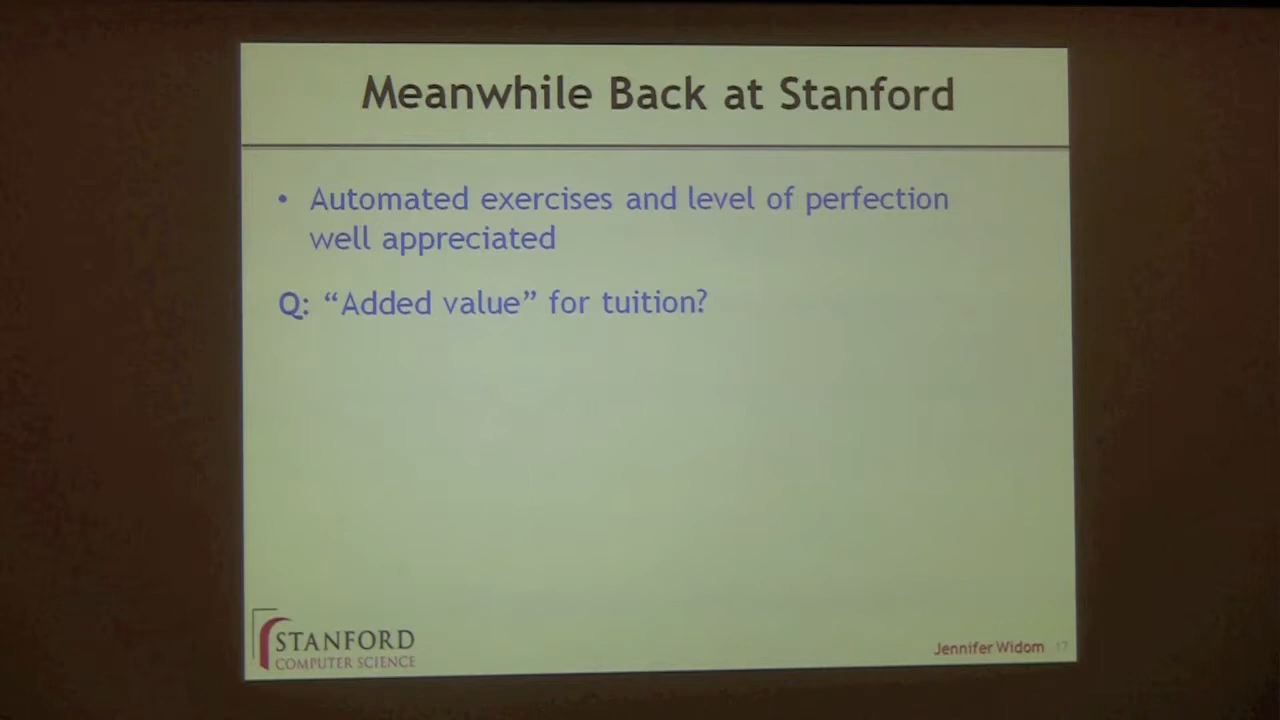 Meanwhile Back at Stanford
• Automated exercises and level of perfection
well appreciated
Q: “Added value” for tuition?
STANFORD
COMPUTER SCIENCE
Jennifer Widom 17